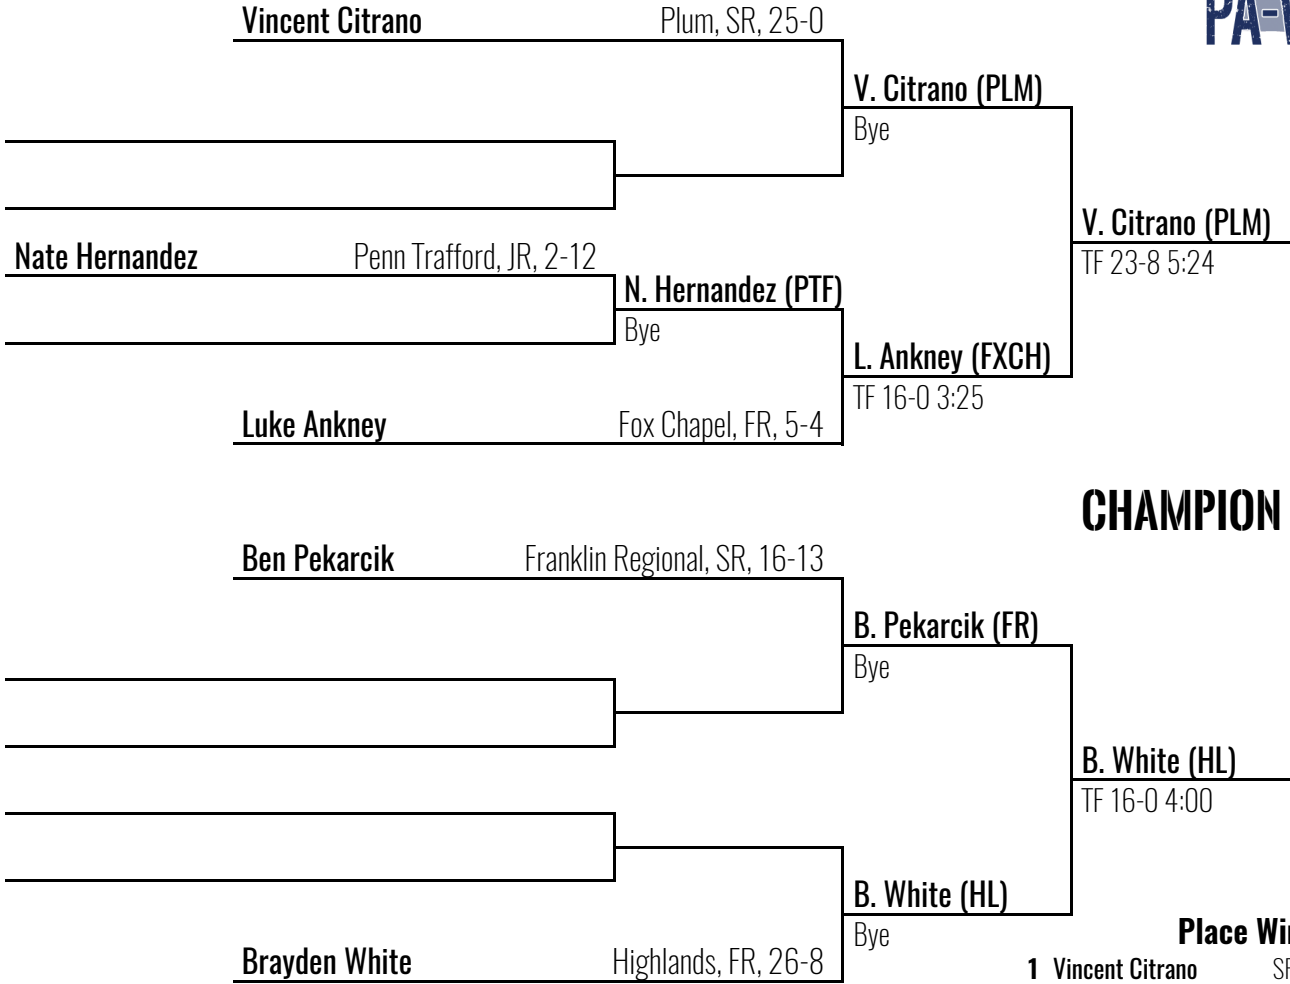 Vincent Citrano Plum, SR, 25-0
V. Citrano (PLM)
Bye
V. Citrano (PLM)
TF 23-8 5:24
Nate Hernandez Penn Trafford, JR, 2-12
N. Hernandez (PTF)
Bye
L. Ankney (FXCH)
TF 16-0 3:25
Luke Ankney Fox Chapel, FR, 5-4
CHAMPION
Ben Pekarcik Franklin Regional, SR, 16-13
B. Pekarcik (FR)
Bye
B. White (HL)
TF 16-0 4:00
B. White (HL)
Bye
Brayden White Highlands, FR, 26-8
Place
1 Vincent Citrano